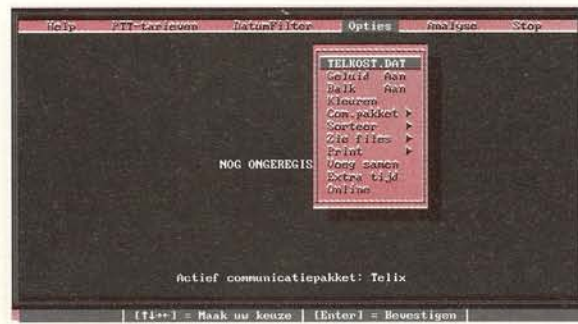 Help PTT-tarieven DatumFilter Opties Analyse Stop
TELKOST.DAT
Geluid Aan
Balk Aan
Kleuren
Com.pakket ►
Sorteer ►
Zie files ►
Print ►
Voeg samen
Extra tijd
Online
NOG ONGEREGIS
Actief communicatiepakket: Telix
[↑↓↔] = Maak uw keuze | [Enter] = Bevestigen |